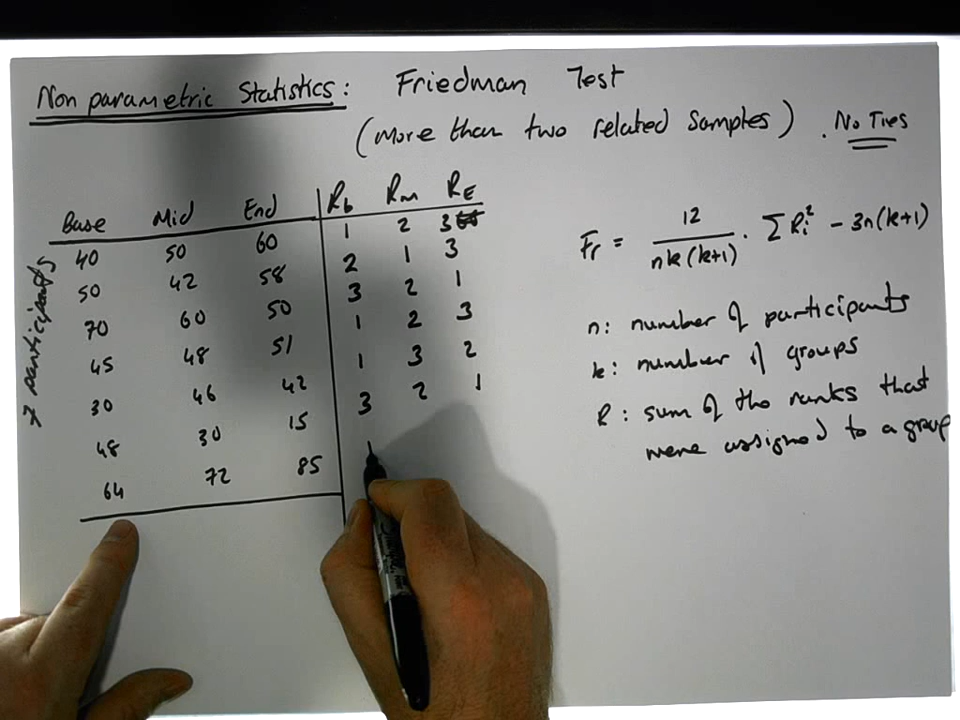 Non parametric Statistics: Friedman Test
(More than two related samples). No Ties
Base Mid End Rb Rm RE
40 50 60 1 2 3
50 42 58 2 1 3
70 60 50 3 2 1
45 48 51 1 2 3
30 46 42 1 3 2
48 30 15 3 2 1
64 72 85 1
7 participants
Fr = 12 / nk(k+1) · ΣRi² - 3n(k+1)
n: number of participants
k: number of groups
R: sum of the ranks that
were assigned to a group